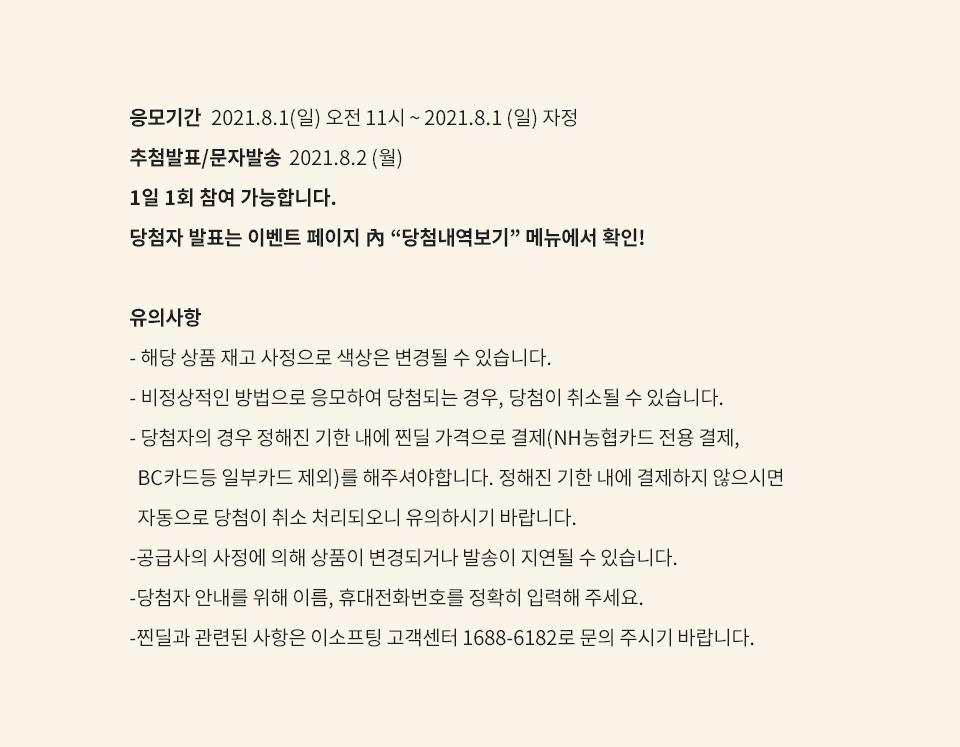 응모기간 2021.8.1(일) 오전 11시 ~ 2021.8.1 (일) 자정
추첨발표/문자발송 2021.8.2 (월)
1일 1회 참여 가능합니다.
당첨자 발표는 이벤트 페이지 內 “당첨내역보기” 메뉴에서 확인!
유의사항
- 해당 상품 재고 사정으로 색상은 변경될 수 있습니다.
- 비정상적인 방법으로 응모하여 당첨되는 경우, 당첨이 취소될 수 있습니다.
- 당첨자의 경우 정해진 기한 내에 찐딜 가격으로 결제(NH농협카드 전용 결제,
BC카드등 일부카드 제외)를 해주셔야합니다. 정해진 기한 내에 결제하지 않으시면
자동으로 당첨이 취소 처리되오니 유의하시기 바랍니다.
-공급사의 사정에 의해 상품이 변경되거나 발송이 지연될 수 있습니다.
-당첨자 안내를 위해 이름, 휴대전화번호를 정확히 입력해 주세요.
-찐딜과 관련된 사항은 이소프팅 고객센터 1688-6182로 문의 주시기 바랍니다.